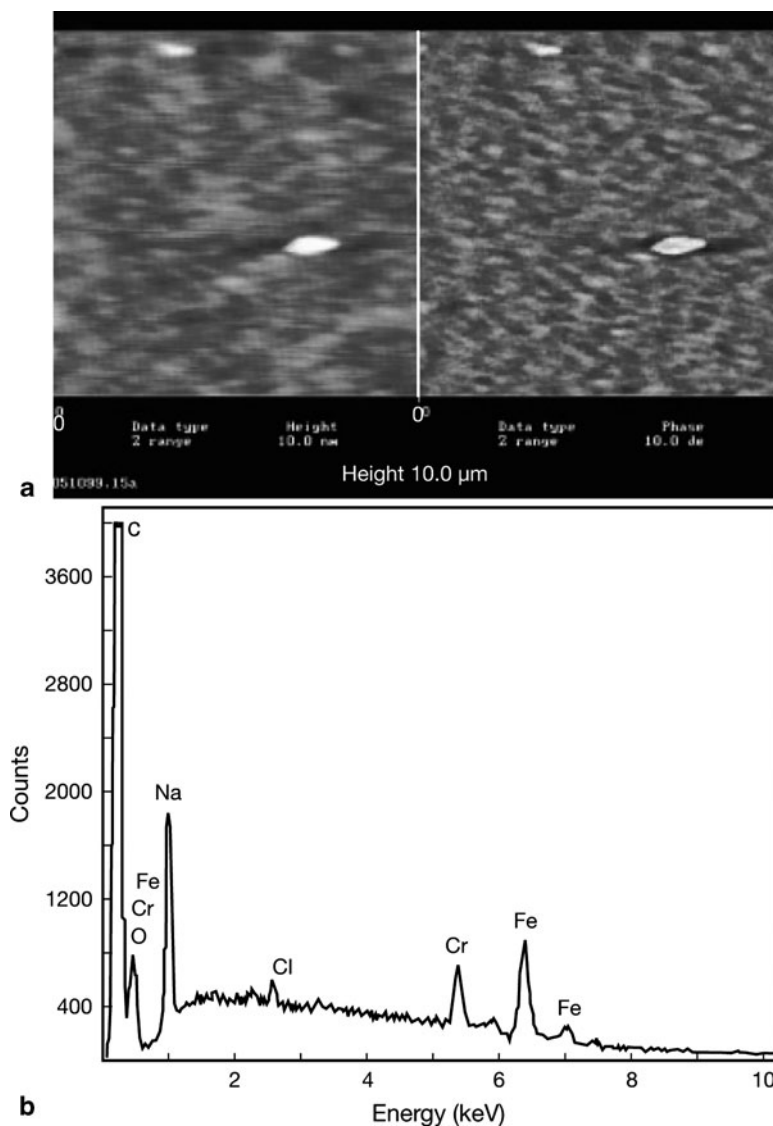 0 0
0 0
Data type Height Data type Phase
2 range 10.0 nm 2 range 10.0 de
Height 10.0 μm
a 051099.15a
C
3600
2800
Counts
2000
Na
1200
Fe
Cr
O
Cl
Cr
Fe
Fe
400
2 4 6 8 10
b Energy (keV)